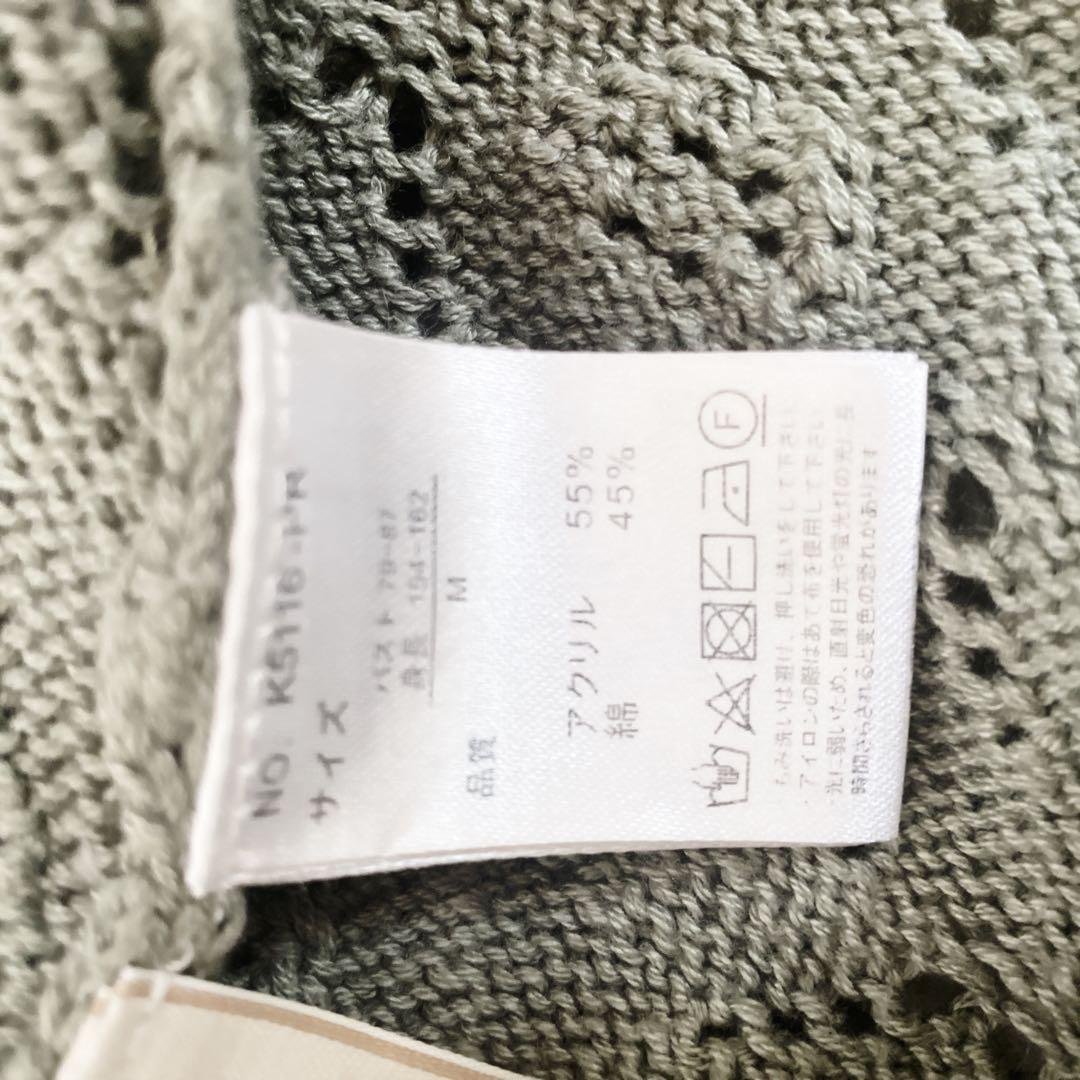 NO. K5116-PR
サイズ
バスト 79-87
身長 154-162
M
品質
アクリル 55%
綿 45%
F
もみ洗いは避け、押し洗いをして下さい
・アイロンの際はあて布を使用して下さい
光に弱いため、直射日光や蛍光灯の光に長
時間さらされると変色の恐れがあります